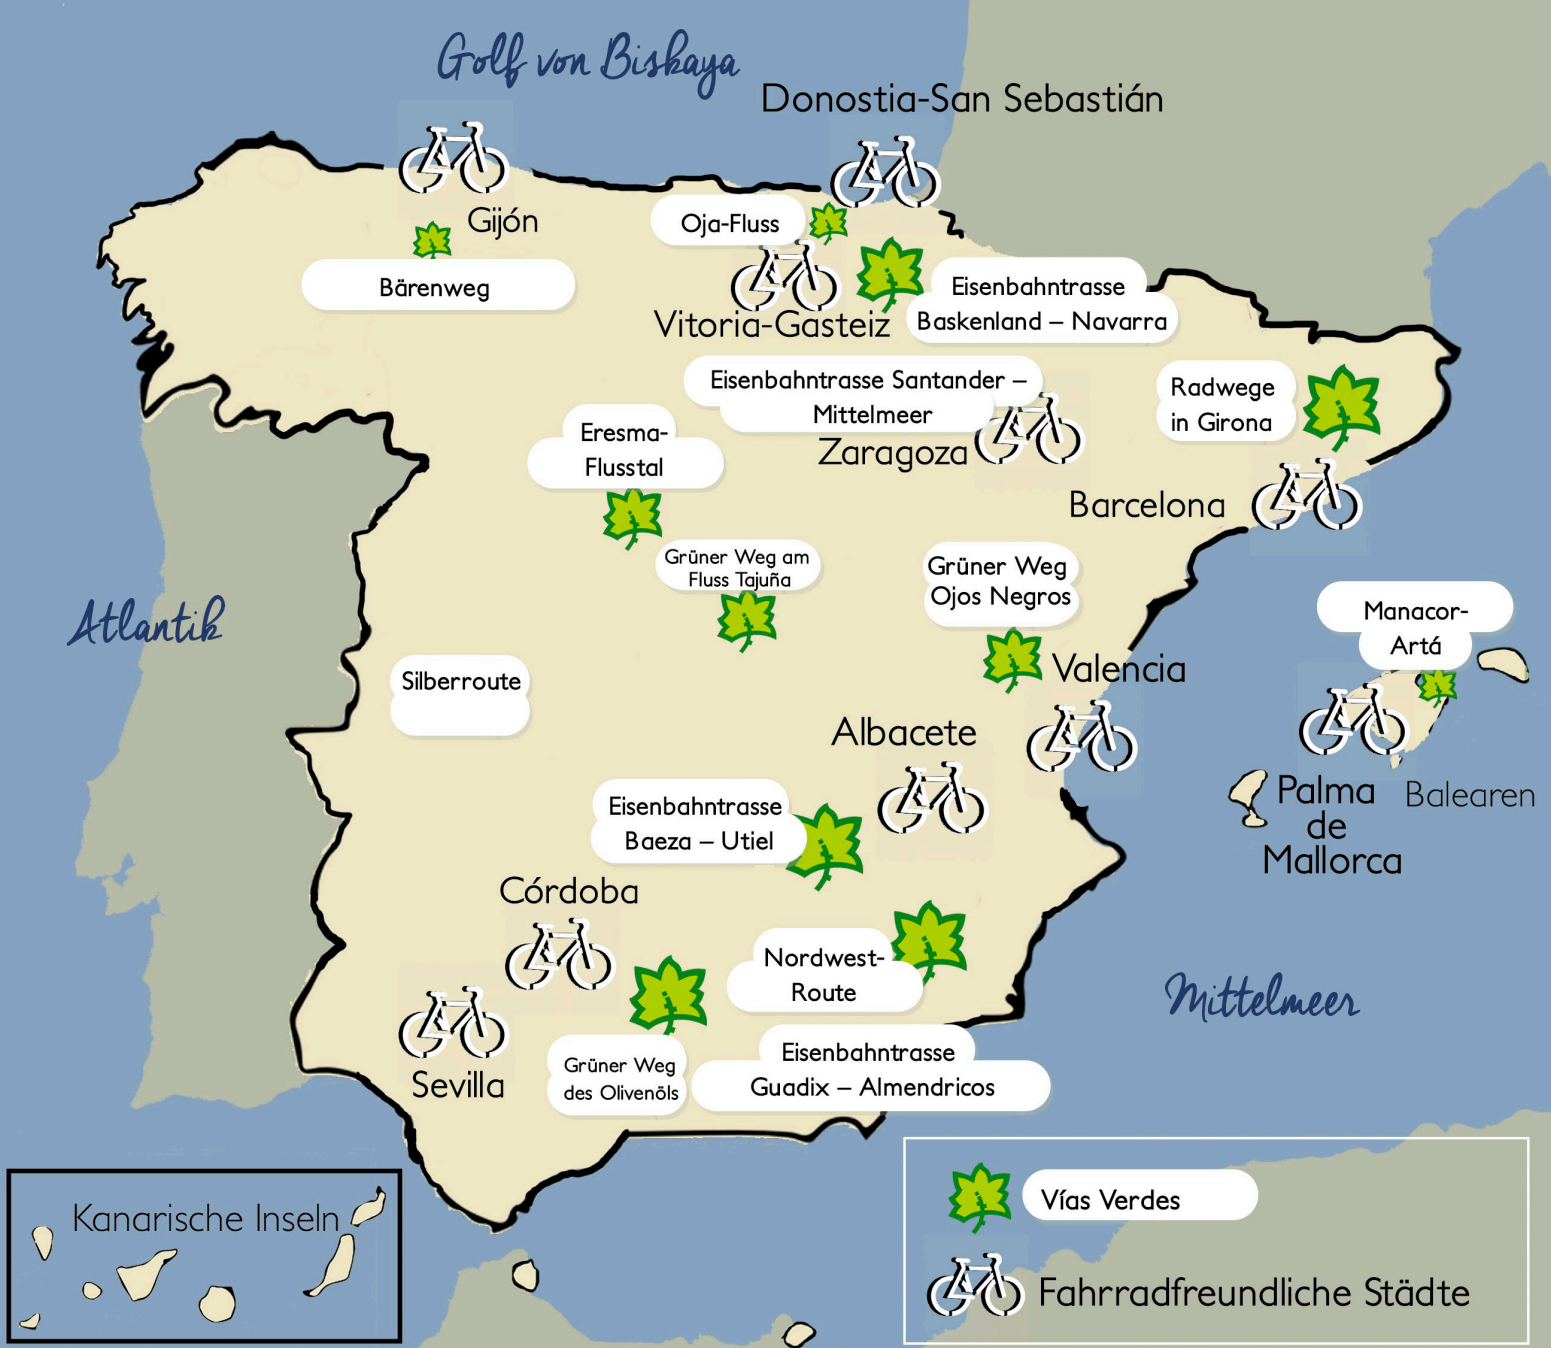 Golf von Biskaya
Donostia-San Sebastián
Gijón
Oja-Fluss
Bärenweg
Vitoria-Gasteiz
Eisenbahntrasse
Baskenland – Navarra
Eisenbahntrasse Santander –
Mittelmeer
Radwege
in Girona
Eresma-
Flusstal
Zaragoza
Barcelona
Grüner Weg am
Fluss Tajuña
Grüner Weg
Ojos Negros
Atlantik
Manacor-
Artá
Silberroute
Valencia
Albacete
Palma
de
Mallorca
Balearen
Eisenbahntrasse
Baeza – Utiel
Córdoba
Nordwest-
Route
Mittelmeer
Sevilla
Grüner Weg
des Olivenöls
Eisenbahntrasse
Guadix – Almendricos
Kanarische Inseln
Vías Verdes
Fahrradfreundliche Städte